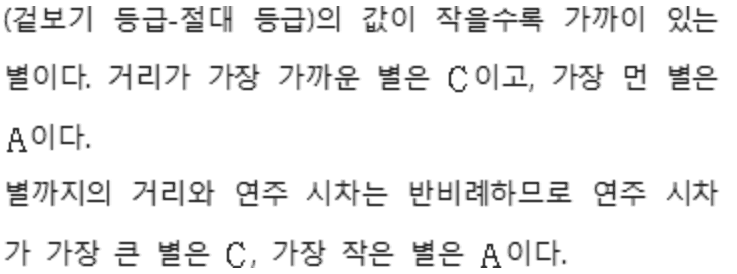 (겉보기 등급-절대 등급)의 값이 작을수록 가까이 있는
별이다. 거리가 가장 가까운 별은 C이고, 가장 먼 별은
A이다.
별까지의 거리와 연주 시차는 반비례하므로 연주 시차
가 가장 큰 별은 C, 가장 작은 별은 A이다.